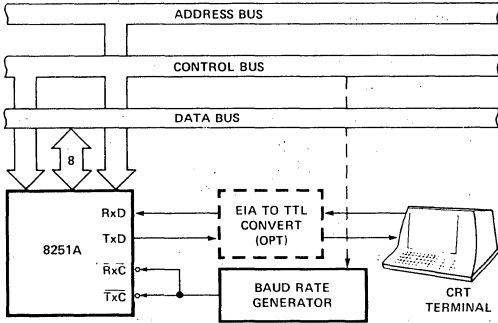 ADDRESS BUS
CONTROL BUS
DATA BUS
8
8251A
RxD
TxD
RxC
TxC
EIA TO TTL
CONVERT
(OPT)
BAUD RATE
GENERATOR
CRT
TERMINAL